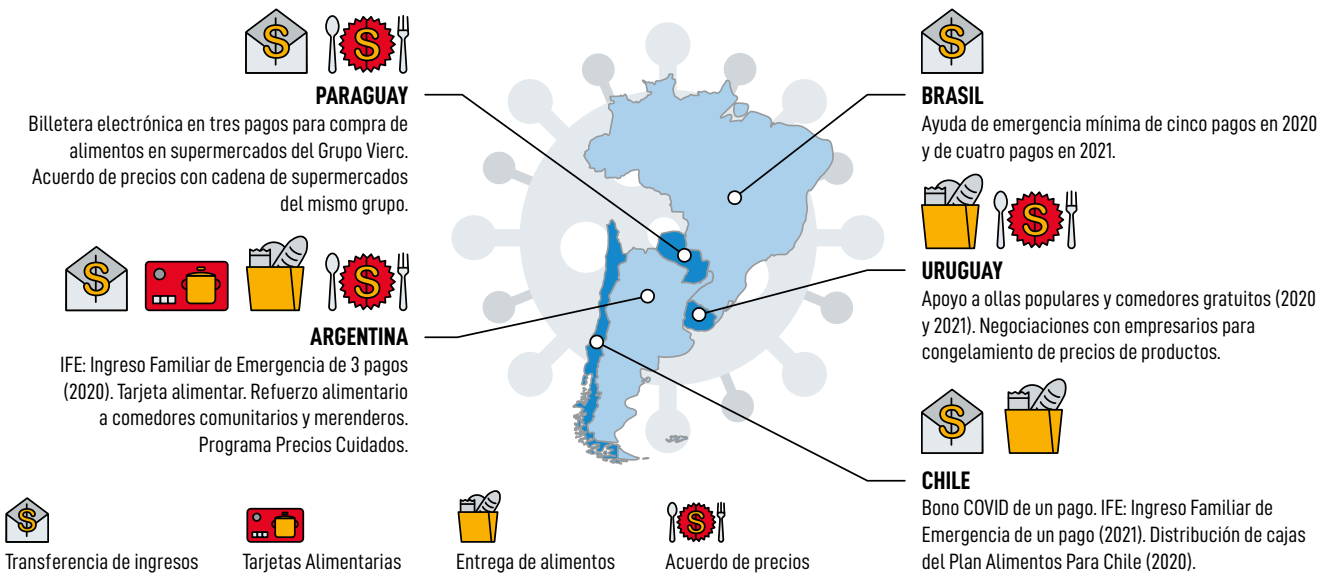 PARAGUAY
Billetera electrónica en tres pagos para compra de
alimentos en supermercados del Grupo Vierc.
Acuerdo de precios con cadena de supermercados
del mismo grupo.
ARGENTINA
IFE: Ingreso Familiar de Emergencia de 3 pagos
(2020). Tarjeta alimentar. Refuerzo alimentario
a comedores comunitarios y merenderos.
Programa Precios Cuidados.
BRASIL
Ayuda de emergencia mínima de cinco pagos en 2020
y de cuatro pagos en 2021.
URUGUAY
Apoyo a ollas populares y comedores gratuitos (2020
y 2021). Negociaciones con empresarios para
congelamiento de precios de productos.
CHILE
Bono COVID de un pago. IFE: Ingreso Familiar de
Emergencia de un pago (2021). Distribución de cajas
del Plan Alimentos Para Chile (2020).
Transferencia de ingresos
Tarjetas Alimentarias
Entrega de alimentos
Acuerdo de precios